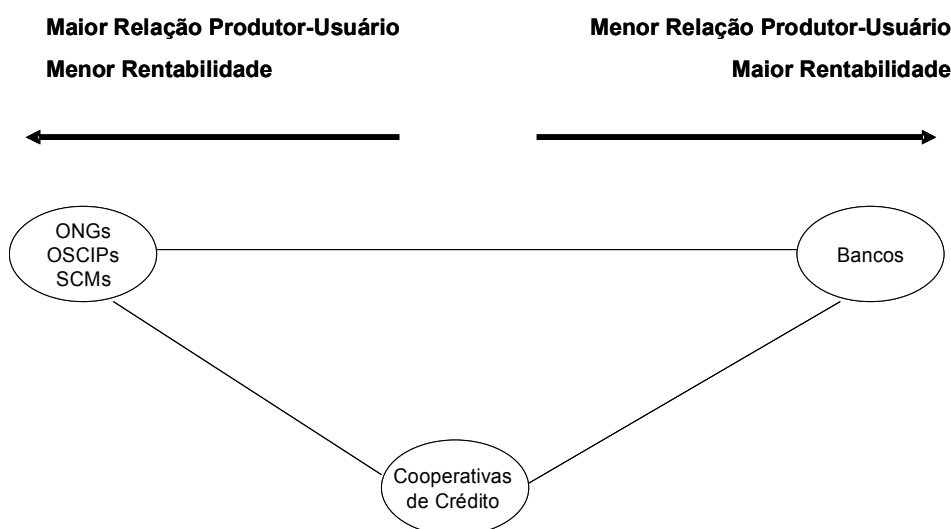 Maior Relação Produtor-Usuário
Menor Rentabilidade
Menor Relação Produtor-Usuário
Maior Rentabilidade
ONGs
OSCIPs
SCMs
Bancos
Cooperativas
de Crédito